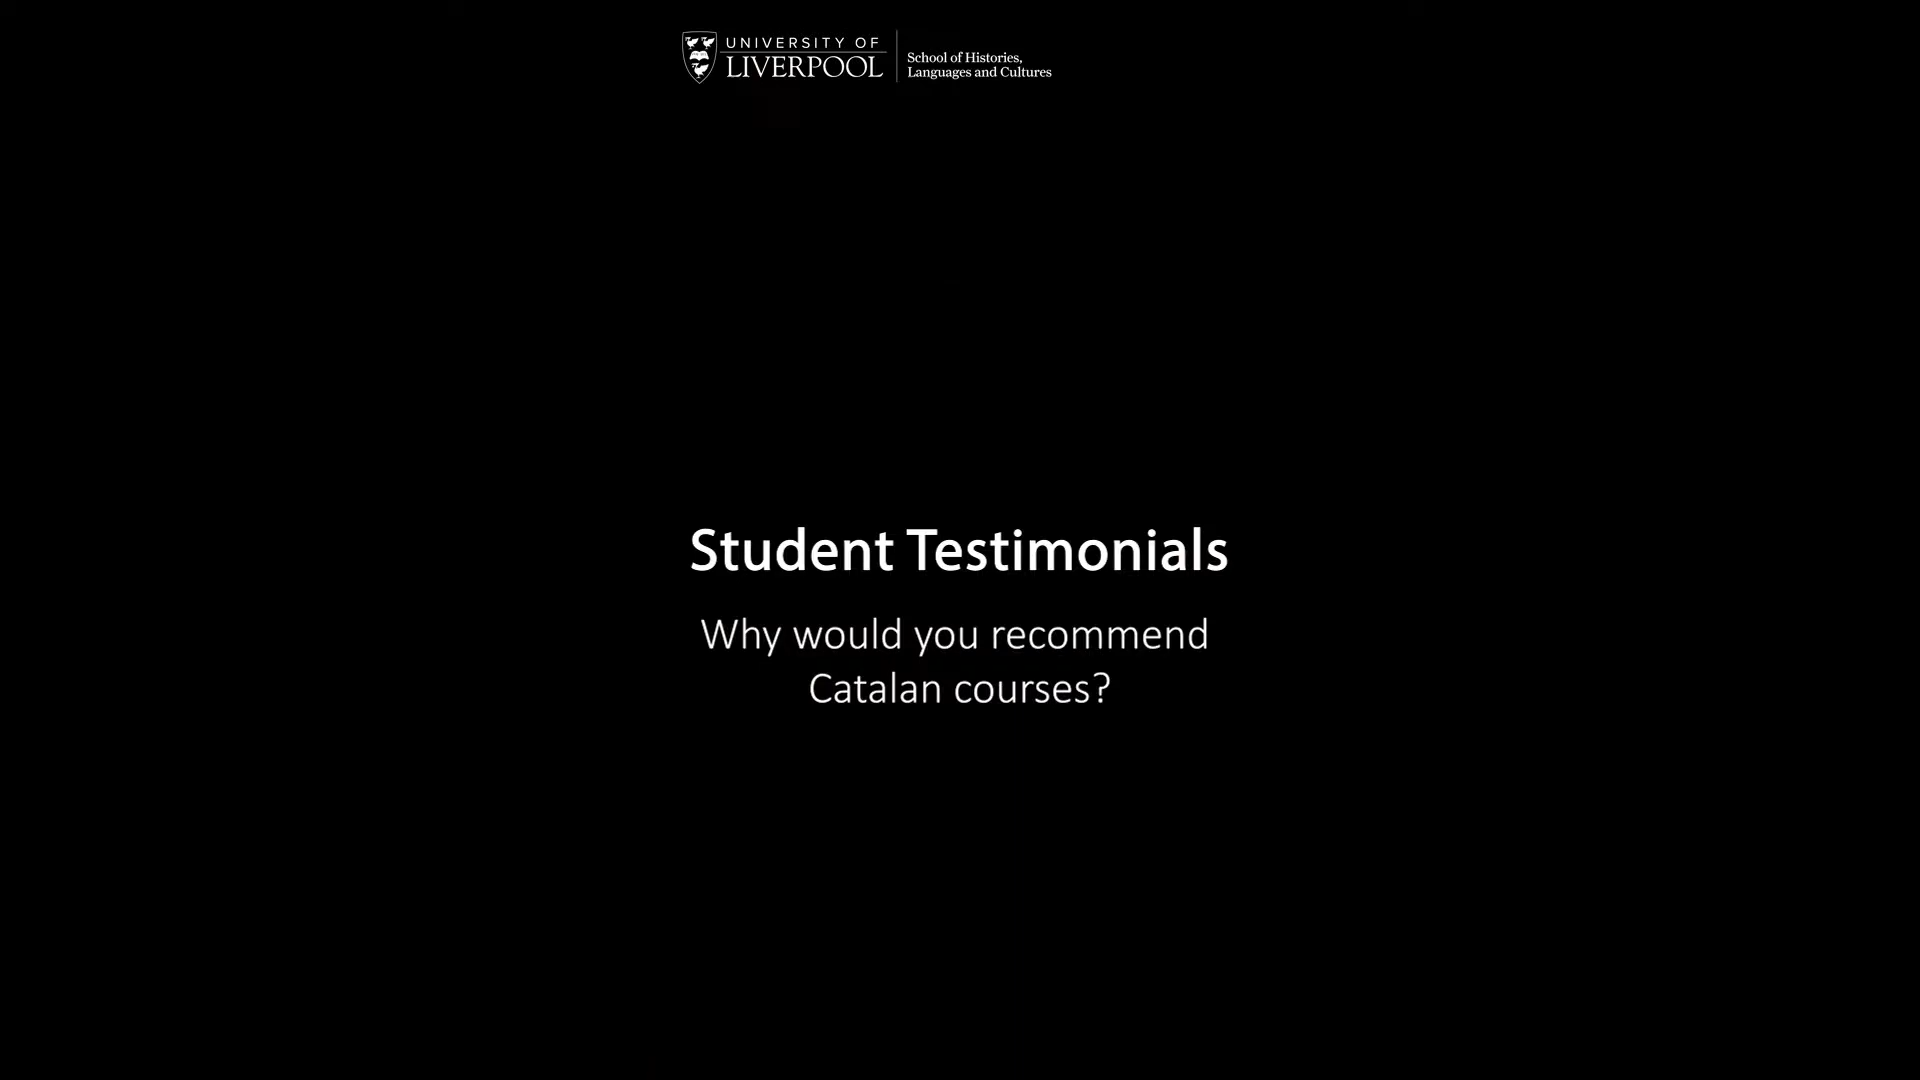 UNIVERSITY OF
LIVERPOOL
School of Histories,
Languages and Cultures
Student Testimonials
Why would you recommend
Catalan courses?